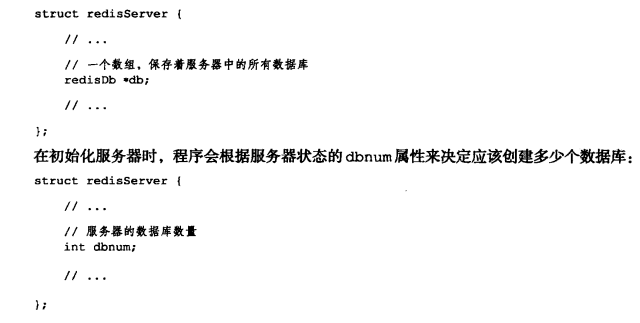 struct redisServer {
// ...
// 一个数组，保存着服务器中的所有数据库
redisDb *db;
// ...
};
在初始化服务器时，程序会根据服务器状态的dbnum属性来决定应该创建多少个数据库：
struct redisServer {
// ...
// 服务器的数据库数量
int dbnum;
// ...
};